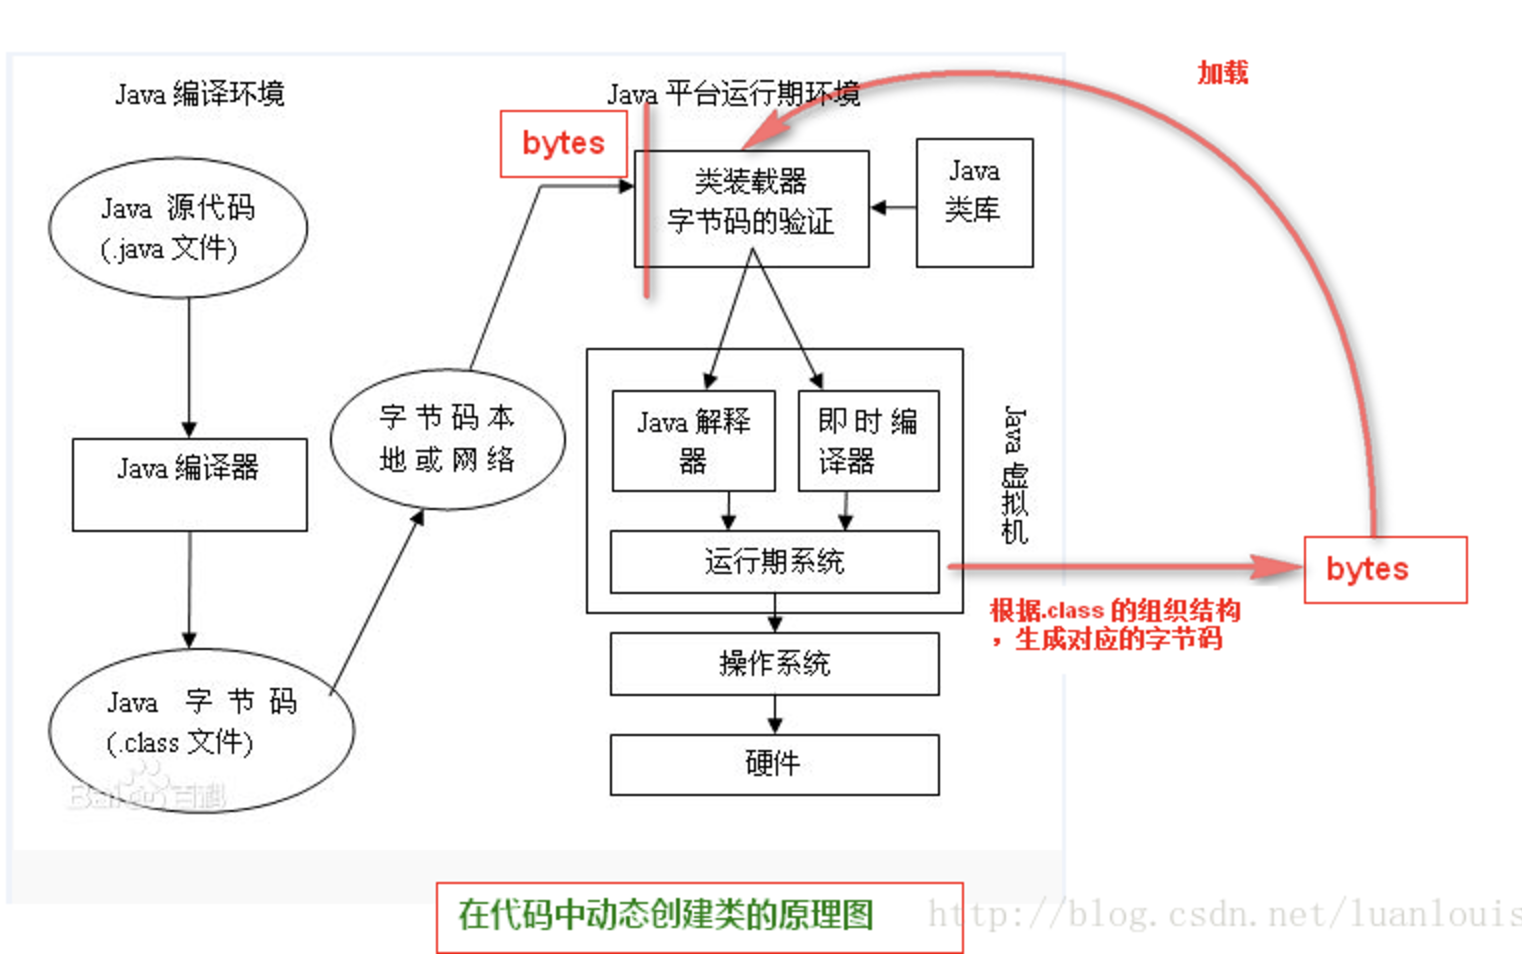 Java 编译环境
Java 源代码
(.java 文件)
Java 编译器
Java 字节码
(.class 文件)
Baidu百科
字节码本
地或网络
bytes
Java 平台运行期环境
类装载器
字节码的验证
Java
类库
Java 解释
器
即时编
译器
运行期系统
Java 虚拟机
操作系统
硬件
加载
bytes
根据.class 的组织结构
，生成对应的字节码
在代码中动态创建类的原理图
http://blog.csdn.net/luanlouis